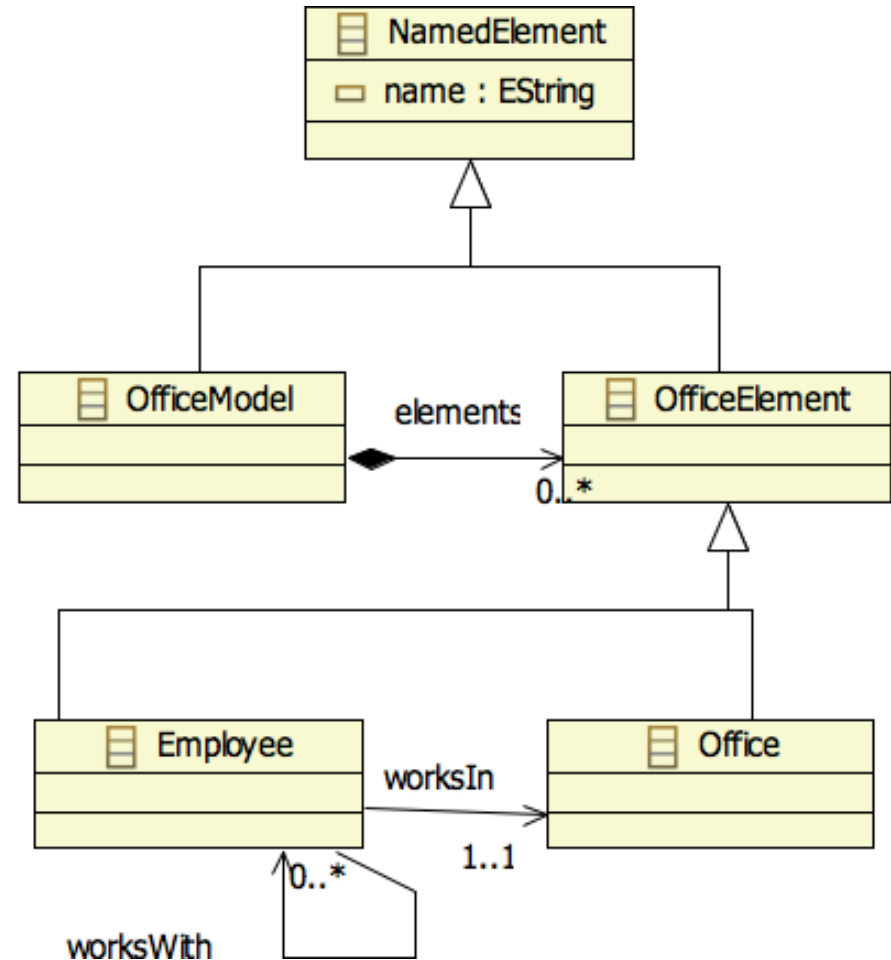 NamedElement
name : EString
OfficeModel
elements
OfficeElement
0..*
Employee
worksIn
Office
1..1
0..*
worksWith